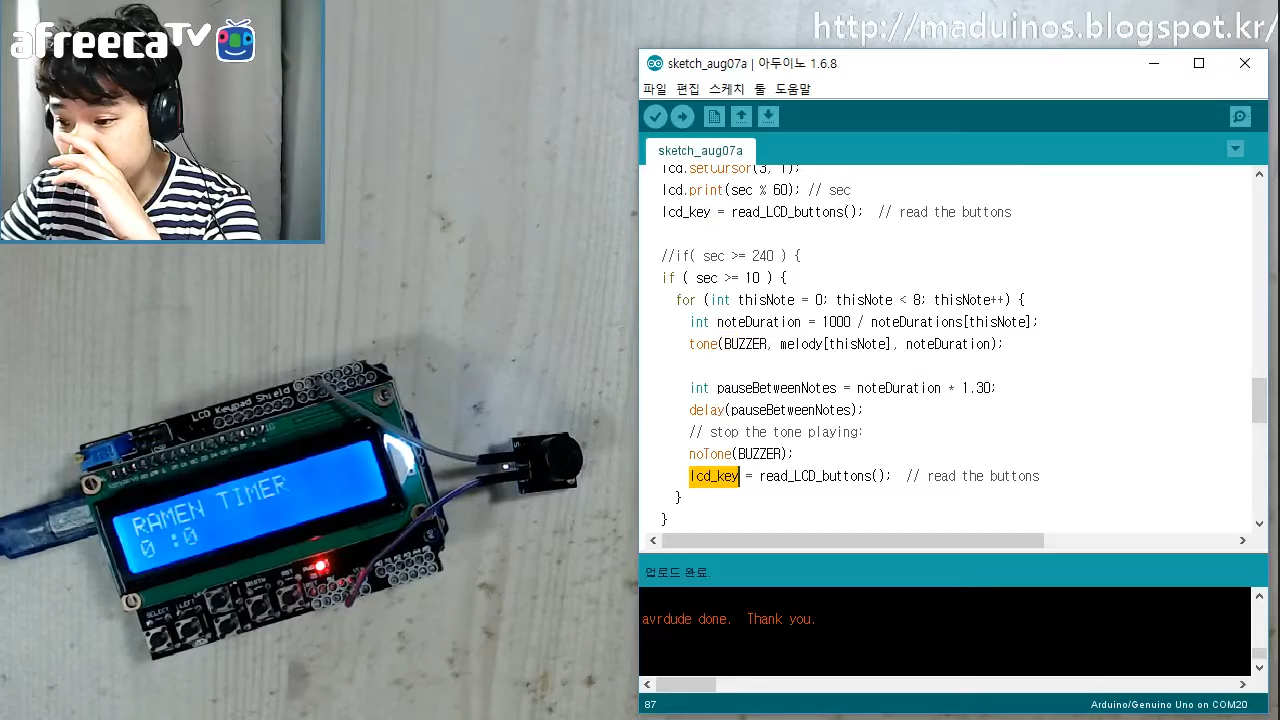 afreecaTV
http://maduinos.blogspot.kr/
sketch_aug07a | 아두이노 1.6.8
파일 편집 스케치 툴 도움말
sketch_aug07a
lcd.setCursor(3, 1);
lcd.print(sec % 60); // sec
lcd_key = read_LCD_buttons(); // read the buttons
//if( sec >= 240 ) {
if ( sec >= 10 ) {
for (int thisNote = 0; thisNote < 8; thisNote++) {
int noteDuration = 1000 / noteDurations[thisNote];
tone(BUZZER, melody[thisNote], noteDuration);
int pauseBetweenNotes = noteDuration * 1.30;
delay(pauseBetweenNotes);
// stop the tone playing:
noTone(BUZZER);
lcd_key = read_LCD_buttons(); // read the buttons
}
}
업로드 완료.
avrdude done. Thank you.
87 Arduino/Genuino Uno on COM20
LCD Keypad Shield
RAMEN TIMER
0 :0
SELECT
LEFT